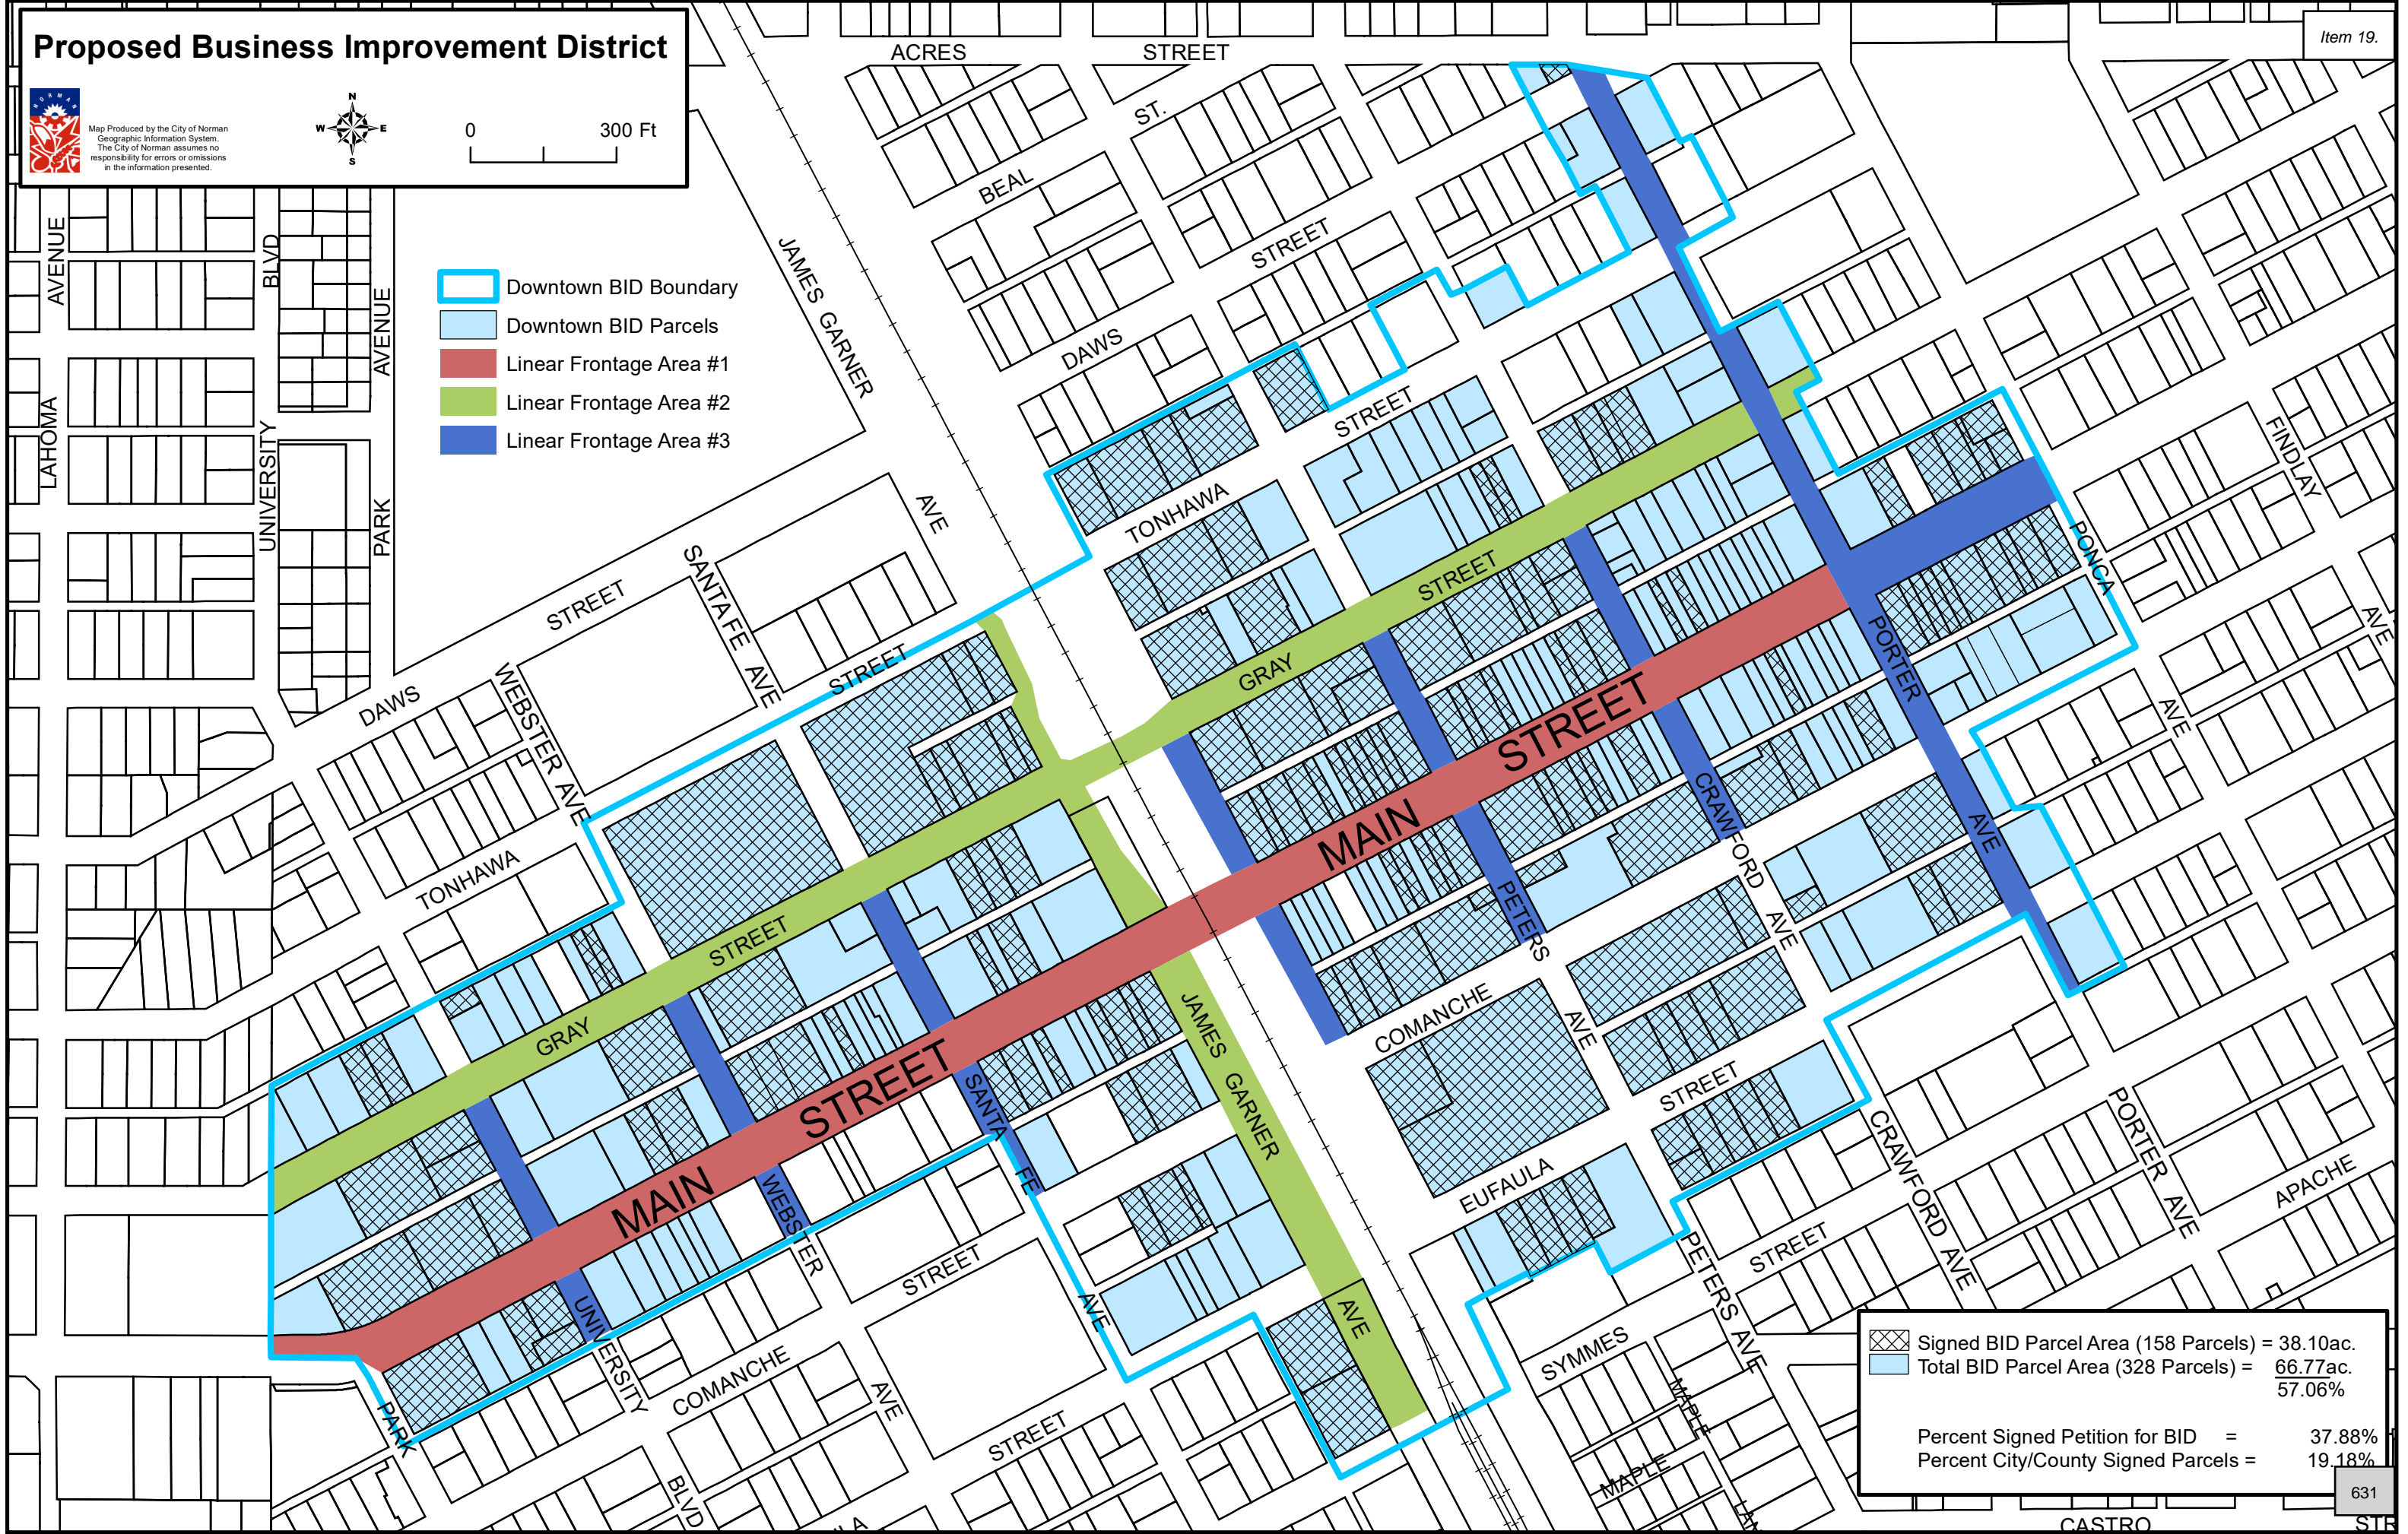 Proposed Business Improvement District
NORMAN
Map Produced by the City of Norman
Geographic Information System.
The City of Norman assumes no
responsibility for errors or omissions
in the information presented.
N
W E
S
0 300 Ft
Item 19.
Downtown BID Boundary
Downtown BID Parcels
Linear Frontage Area #1
Linear Frontage Area #2
Linear Frontage Area #3
ACRES STREET
ST.
BEAL
STREET
DAWS
STREET
TONHAWA
STREET
GRAY
MAIN STREET
JAMES GARNER
AVE
AVENUE
LAHOMA
BLVD
UNIVERSITY
AVENUE
PARK
STREET
DAWS
SANTA FE AVE
STREET
WEBSTER AVE
TONHAWA
STREET
GRAY
MAIN STREET
PARK
UNIVERSITY
BLVD
WEBSTER
AVE
SANTA FE
AVE
STREET
COMANCHE
STREET
LA
JAMES GARNER
AVE
COMANCHE
STREET
EUFAULA
STREET
SYMMES
MAPLE
MAPLE
LAN
PETERS
AVE
PETERS AVE
CRAWFORD
AVE
CRAWFORD AVE
PORTER
AVE
PORTER AVE
APACHE
FINDLAY
AVE
PONCA
AVE
CASTRO
STR
Signed BID Parcel Area (158 Parcels) = 38.10ac.
Total BID Parcel Area (328 Parcels) = 66.77ac.
57.06%
Percent Signed Petition for BID = 37.88%
Percent City/County Signed Parcels = 19.18%
631